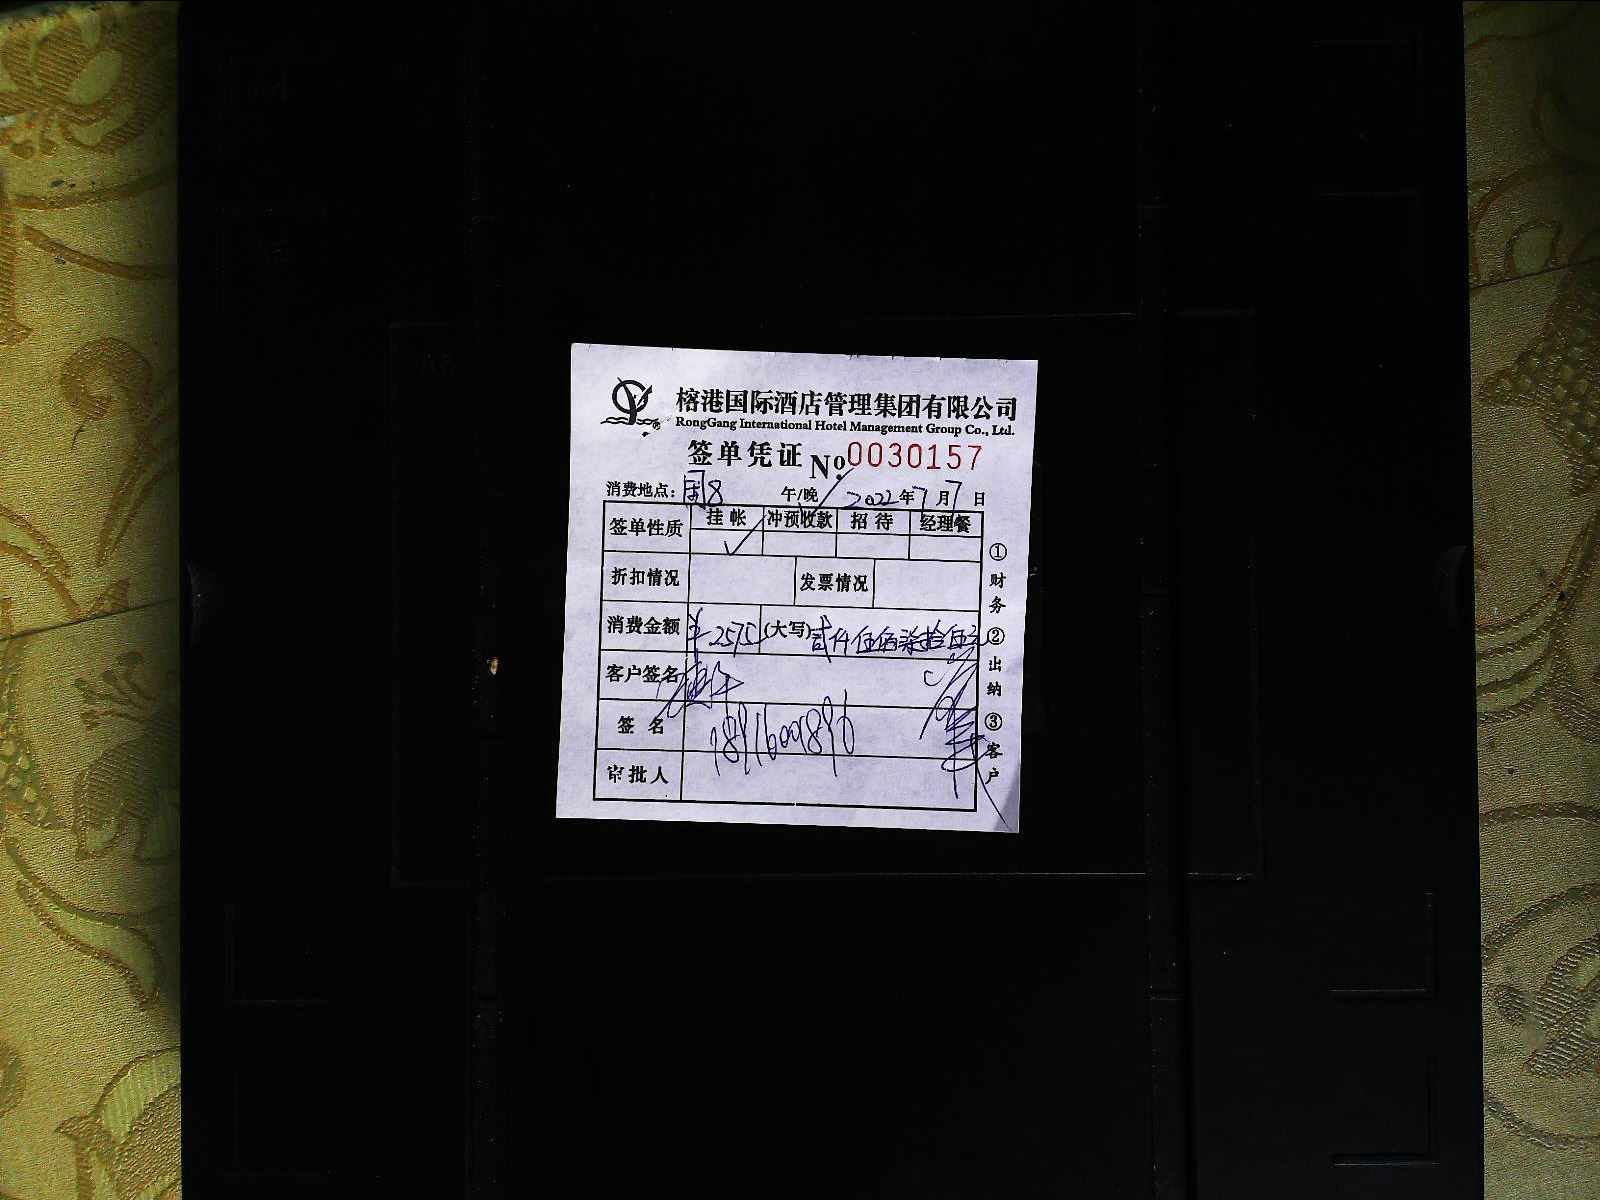 榕港国际酒店管理集团有限公司
RongGang International Hotel Management Group Co., Ltd.
签单凭证 Nº 0030157
消费地点: 国8 午/晚 2022年7月7日
签单性质 挂帐 冲预收款 招待 经理餐
折扣情况 发票情况
消费金额 ¥2575 (大写) 贰仟伍佰柒拾伍元
客户签名
签名 18916001896
审批人
①财务 ②出纳 ③客户
A5